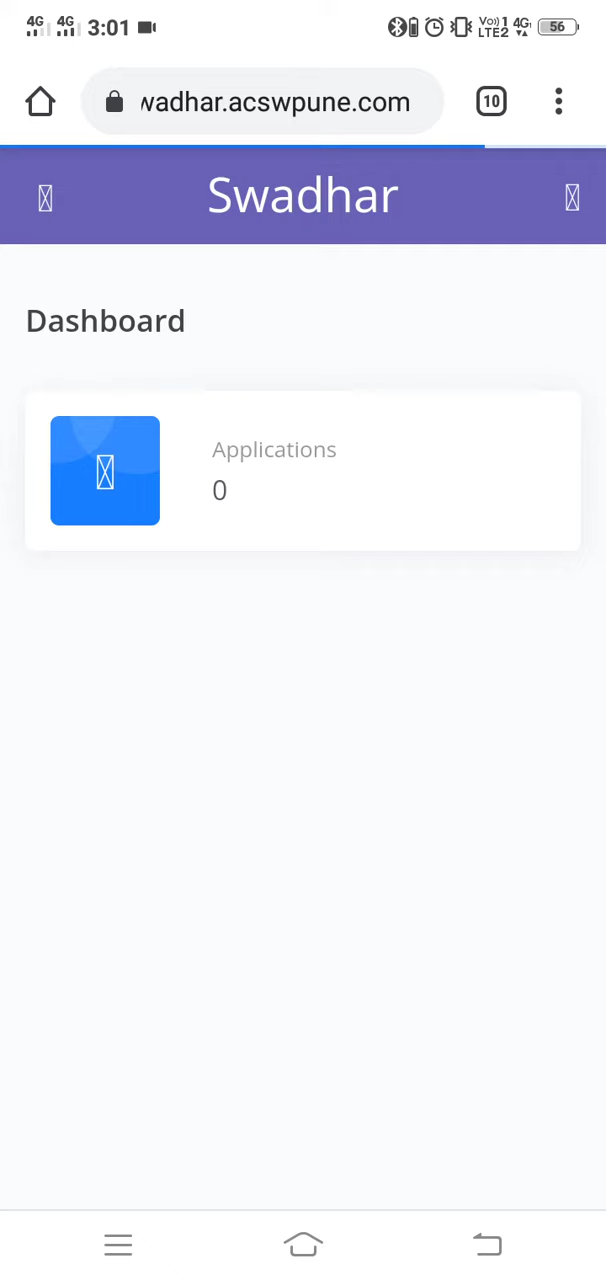 4G 4G 3:01 Vo)) 1 LTE2 4G 56
wadhar.acswpune.com 10
Swadhar
Dashboard
Applications
0